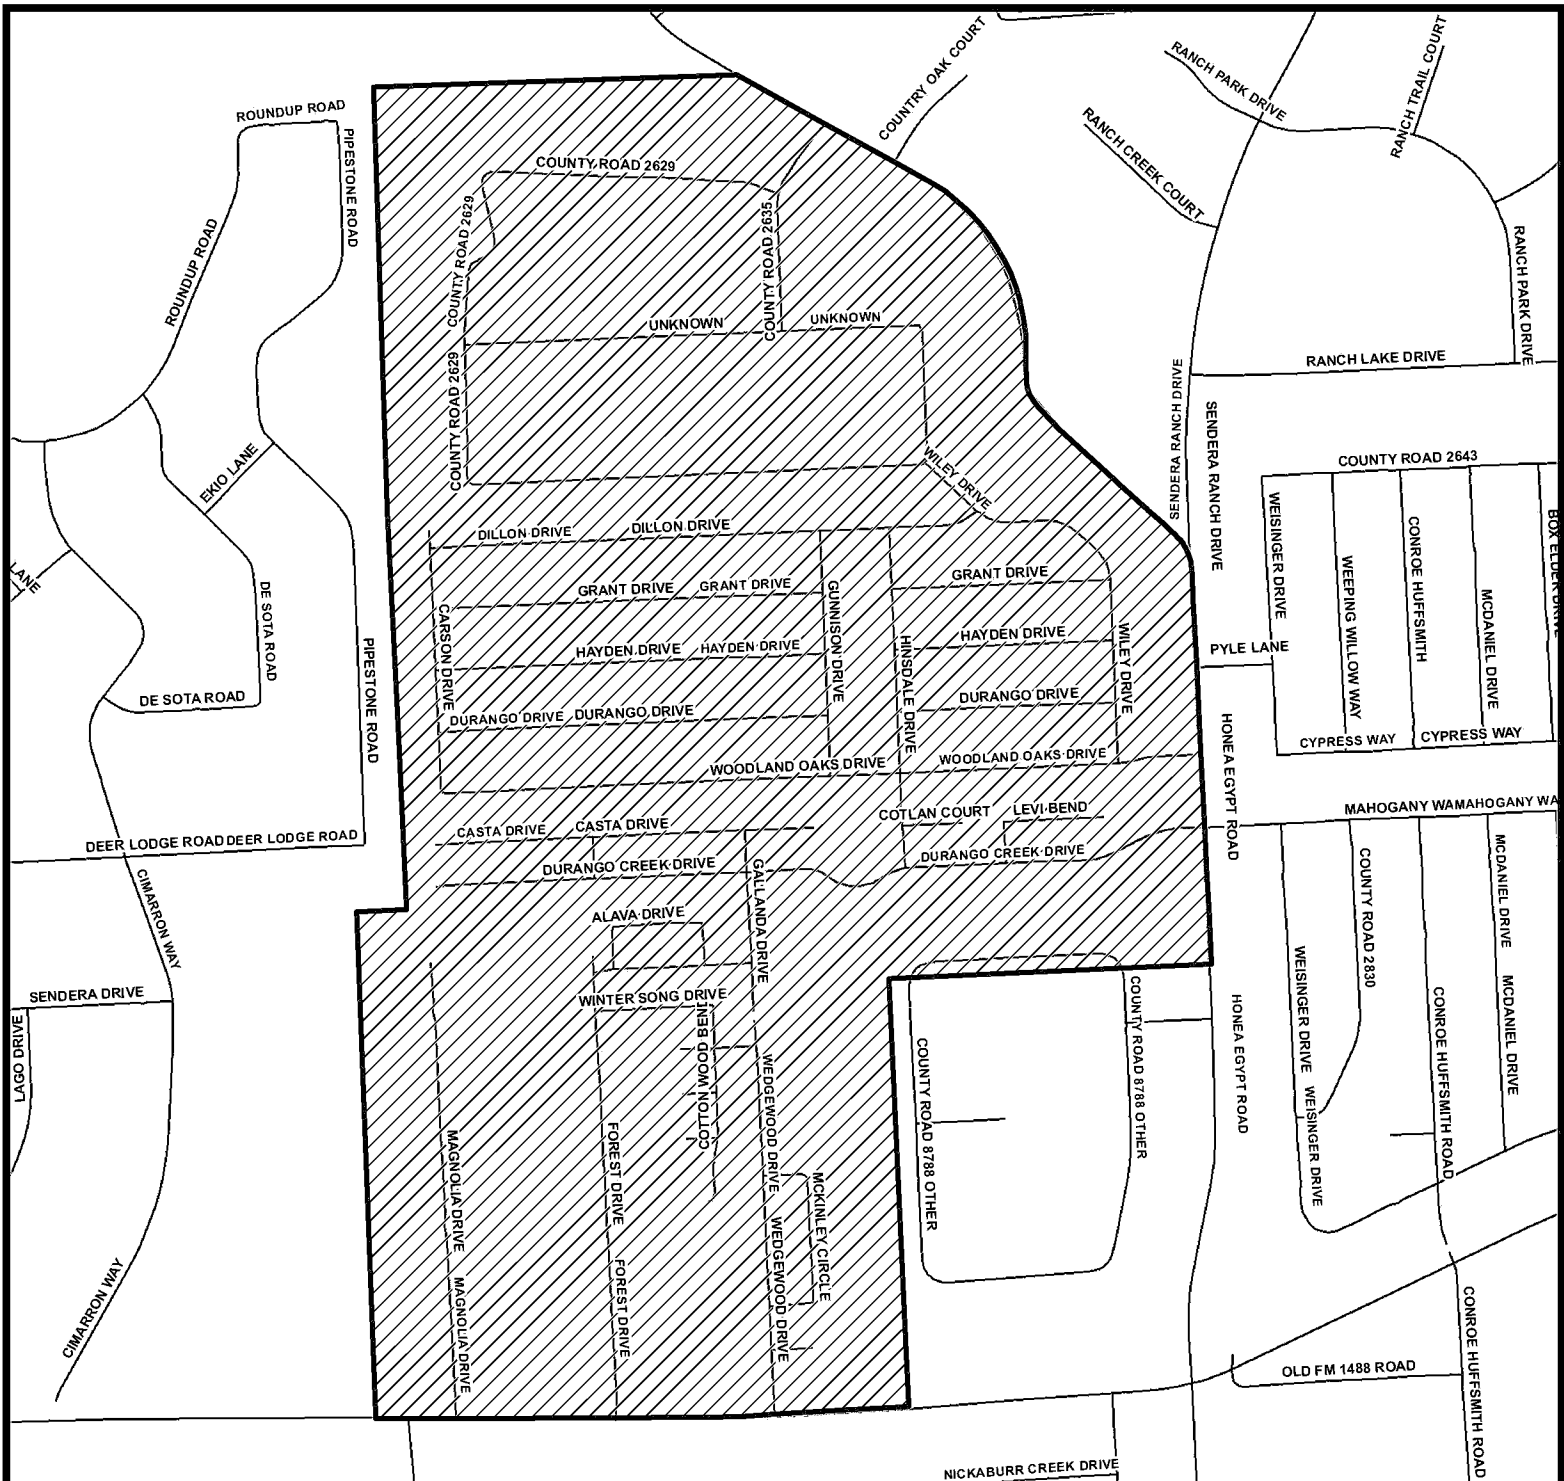 ROUNDUP ROAD
PIPESTONE ROAD
ROUNDUP ROAD
COUNTRY OAK COURT
RANCH PARK DRIVE
RANCH TRAIL COURT
RANCH CREEK COURT
RANCH PARK DRIVE
COUNTY ROAD 2629
COUNTY ROAD 2629
COUNTY ROAD 2635
UNKNOWN
UNKNOWN
COUNTY ROAD 2629
RANCH LAKE DRIVE
SENDERA RANCH DRIVE
SENDERA RANCH DRIVE
EKIO LANE
WILEY DRIVE
COUNTY ROAD 2643
LANE
DILLON DRIVE
DILLON DRIVE
GRANT DRIVE
GRANT DRIVE
GRANT DRIVE
WEISINGER DRIVE
WEEPING WILLOW WAY
CONROE HUFFSMITH
MCDANIEL DRIVE
BOX ELDER DRIVE
DE SOTA ROAD
CARSON DRIVE
GUNNISON DRIVE
HINSDALE DRIVE
HAYDEN DRIVE
HAYDEN DRIVE
HAYDEN DRIVE
WILEY DRIVE
PYLE LANE
PIPESTONE ROAD
DE SOTA ROAD
DURANGO DRIVE
DURANGO DRIVE
DURANGO DRIVE
CYPRESS WAY
CYPRESS WAY
WOODLAND OAKS DRIVE
WOODLAND OAKS DRIVE
HONEA EGYPT ROAD
MAHOGANY WAMAHOGANY WA
COTLAN COURT
LEVI BEND
CASTA DRIVE
CASTA DRIVE
DEER LODGE ROAD
DEER LODGE ROAD
DURANGO CREEK DRIVE
DURANGO CREEK DRIVE
CIMARRON WAY
GALLANDA DRIVE
COUNTY ROAD 2830
MCDANIEL DRIVE
ALAVA DRIVE
WEISINGER DRIVE
SENDERA DRIVE
LAGO DRIVE
WINTER SONG DRIVE
COTTON WOOD BEND
COUNTY ROAD 8788 OTHER
COUNTY ROAD 8788 OTHER
HONEA EGYPT ROAD
CONROE HUFFSMITH ROAD
MCDANIEL DRIVE
WEDGEWOOD DRIVE
WEISINGER DRIVE
MAGNOLIA DRIVE
FOREST DRIVE
MCKINLEY CIRCLE
WEDGEWOOD DRIVE
CIMARRON WAY
MAGNOLIA DRIVE
FOREST DRIVE
OLD FM 1488 ROAD
CONROE HUFFSMITH ROAD
NICKABURR CREEK DRIVE